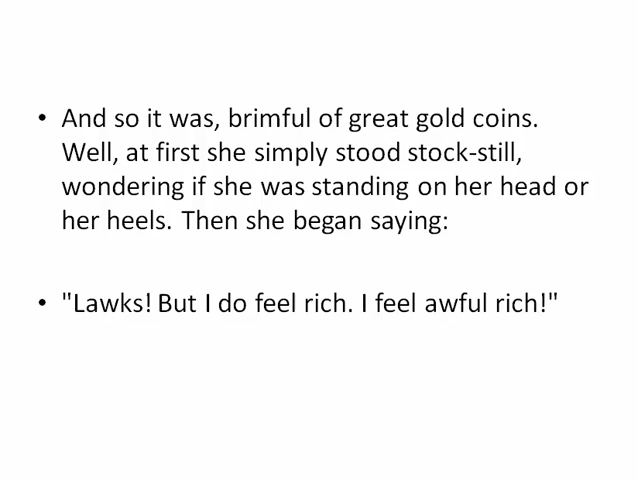 • And so it was, brimful of great gold coins.
Well, at first she simply stood stock-still,
wondering if she was standing on her head or
her heels. Then she began saying:
• "Lawks! But I do feel rich. I feel awful rich!"